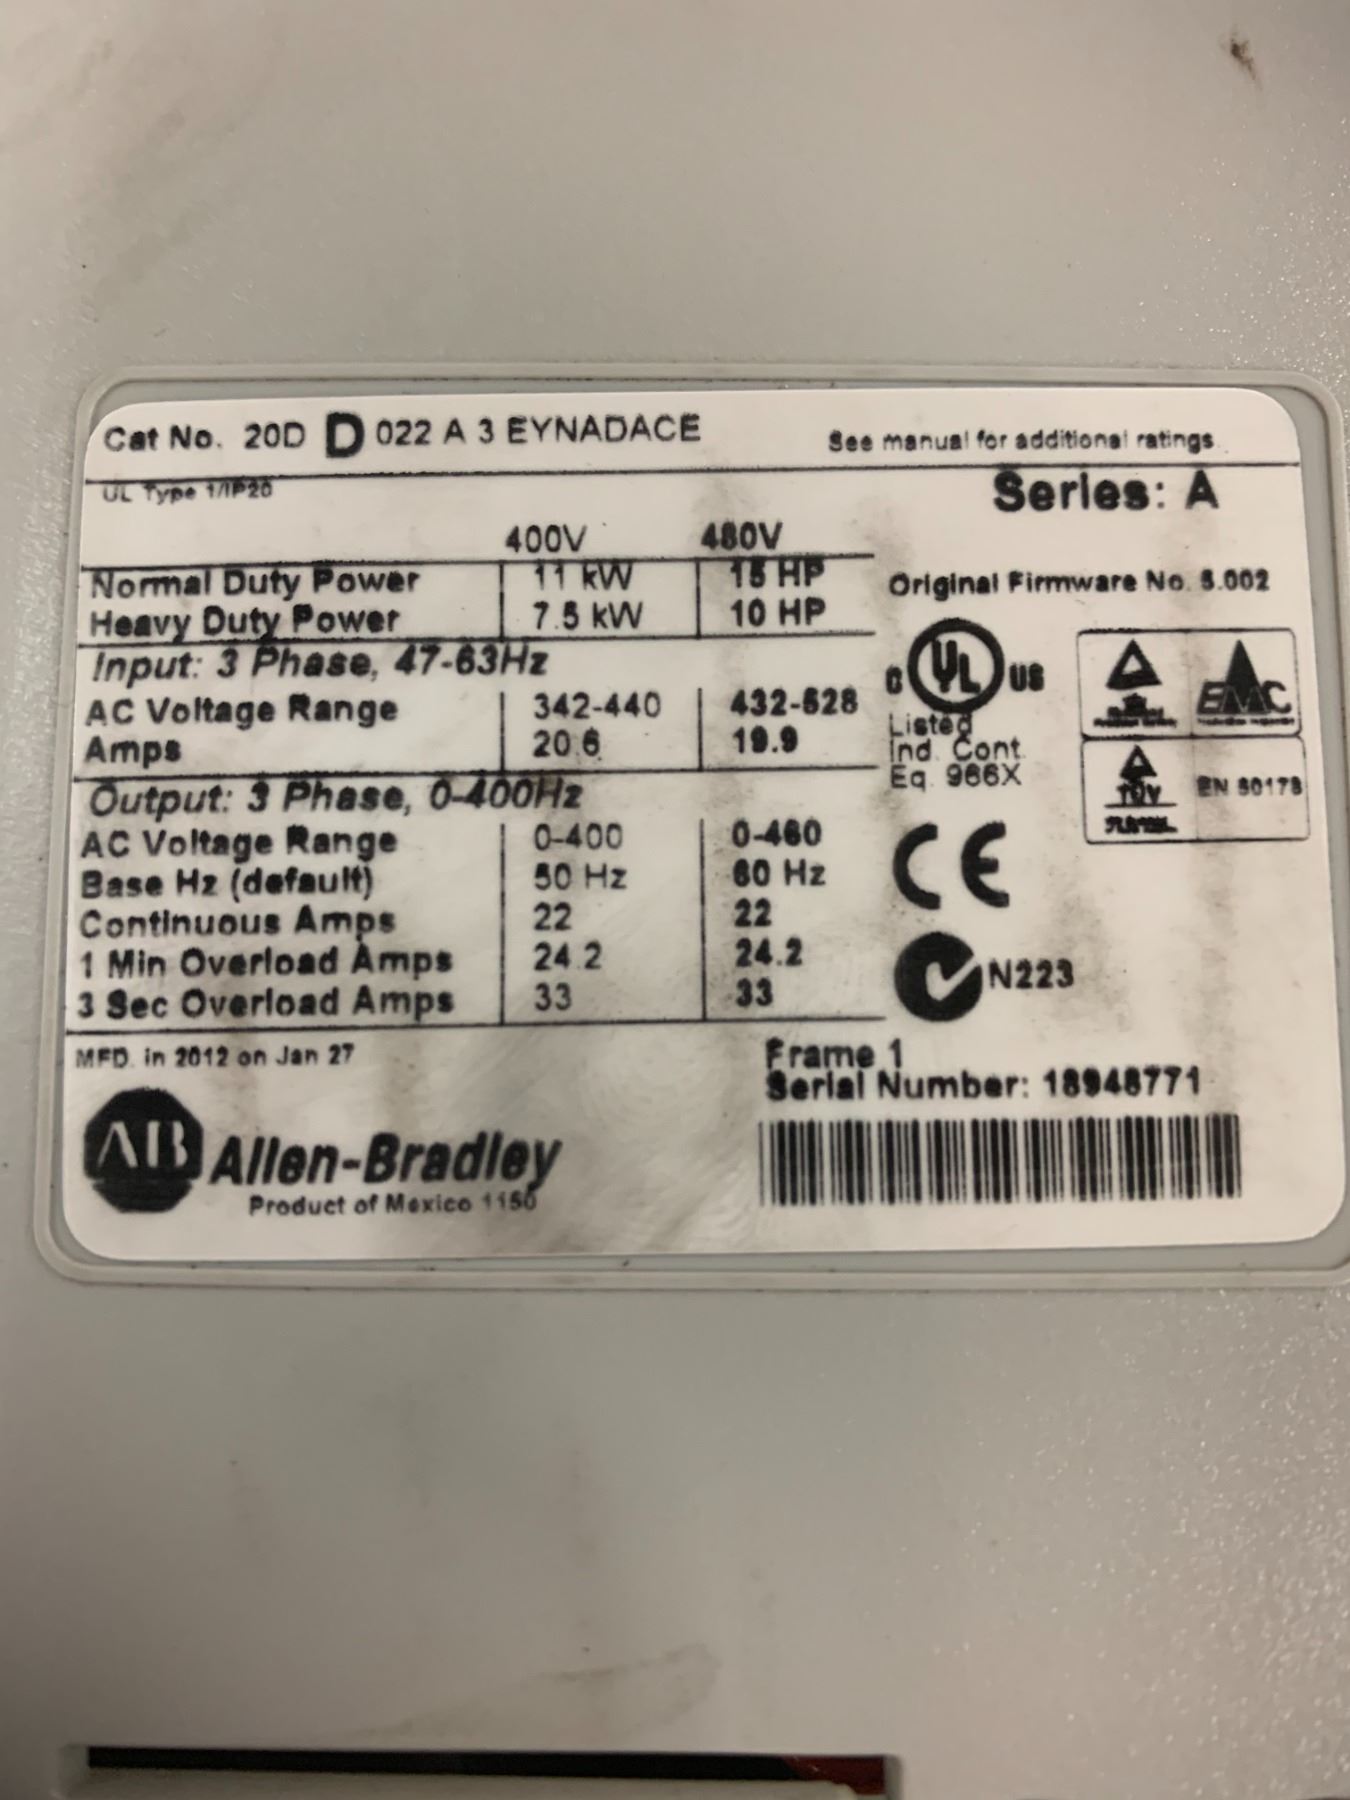 Cat No. 20D D 022 A 3 EYNADACE
See manual for additional ratings.
UL Type 1/IP20
Series: A
400V 480V
Normal Duty Power 11 kW 15 HP
Heavy Duty Power 7.5 kW 10 HP
Original Firmware No. 5.002
Input: 3 Phase, 47-63Hz
AC Voltage Range 342-440 432-528
Amps 20.6 19.9
C UL US
Listed
Ind. Cont.
Eq. 966X
EMC
TÜV
EN 50178
Output: 3 Phase, 0-400Hz
AC Voltage Range 0-400 0-460
Base Hz (default) 50 Hz 60 Hz
Continuous Amps 22 22
1 Min Overload Amps 24.2 24.2
3 Sec Overload Amps 33 33
CE
N223
MFD. in 2012 on Jan 27
Frame 1
Serial Number: 18948771
AB Allen-Bradley
Product of Mexico 1150